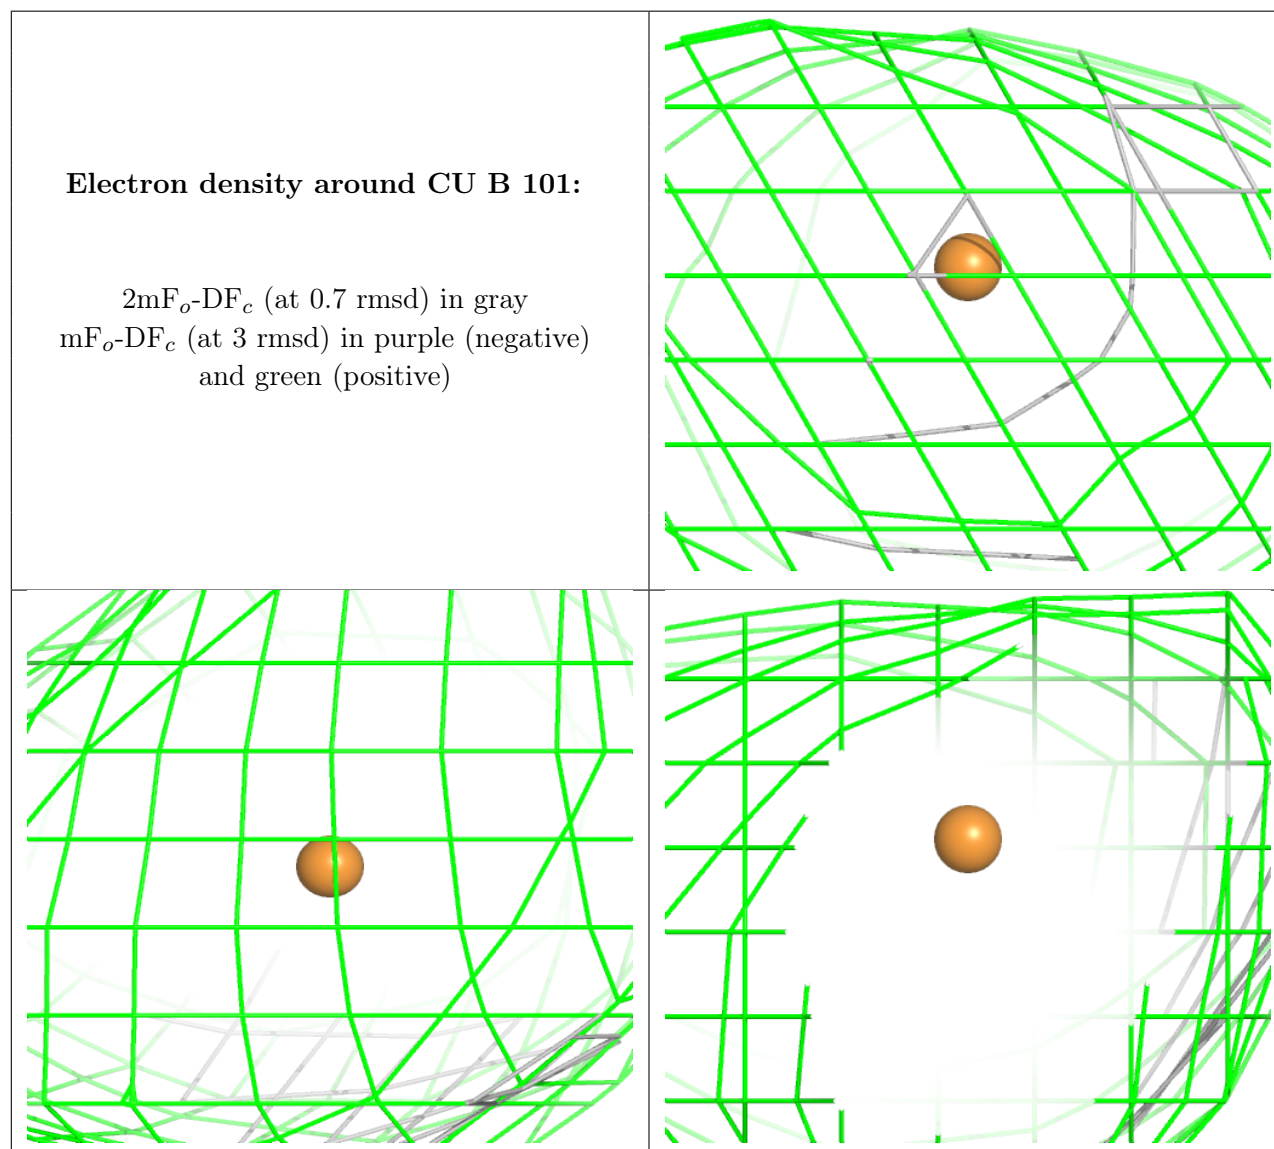 Electron density around CU B 101:
2mFo-DFc (at 0.7 rmsd) in gray
mFo-DFc (at 3 rmsd) in purple (negative)
and green (positive)